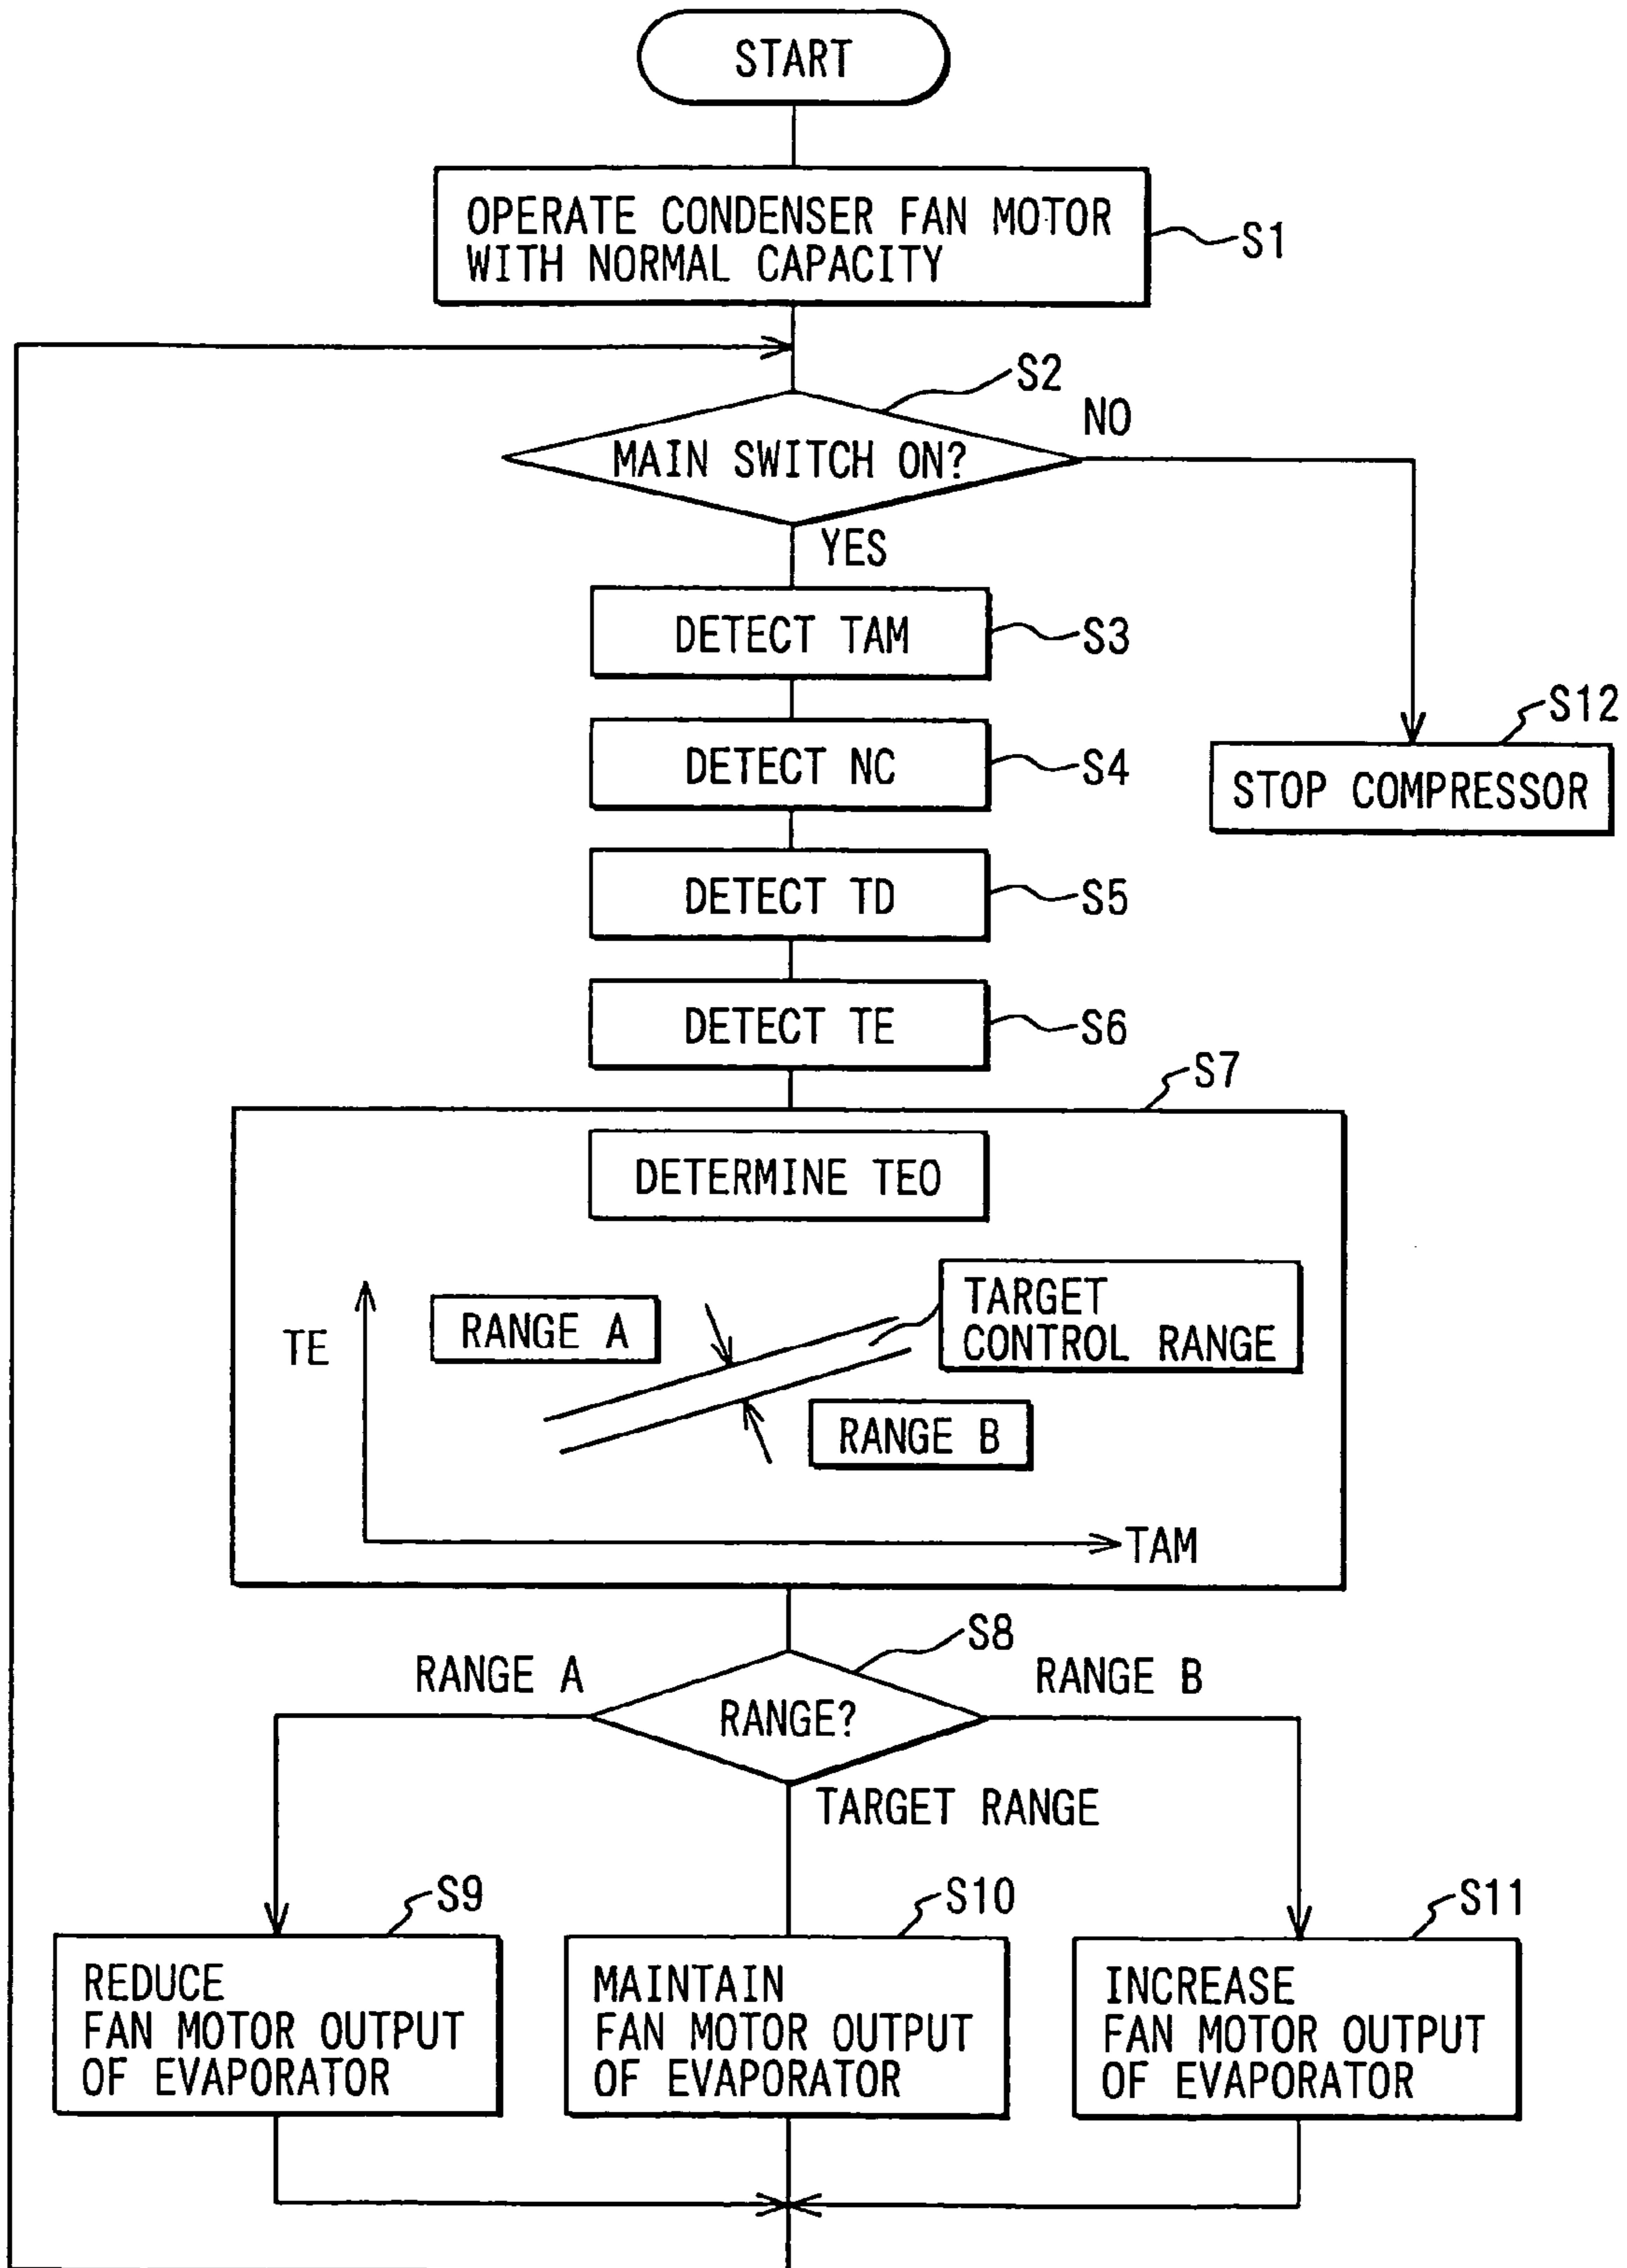 START
OPERATE CONDENSER FAN MOTOR
WITH NORMAL CAPACITY
S1
S2
MAIN SWITCH ON?
NO
YES
DETECT TAM
S3
DETECT NC
S4
S12
STOP COMPRESSOR
DETECT TD
S5
DETECT TE
S6
S7
DETERMINE TEO
TE
RANGE A
TARGET
CONTROL RANGE
RANGE B
TAM
S8
RANGE A
RANGE?
RANGE B
TARGET RANGE
S9
REDUCE
FAN MOTOR OUTPUT
OF EVAPORATOR
S10
MAINTAIN
FAN MOTOR OUTPUT
OF EVAPORATOR
S11
INCREASE
FAN MOTOR OUTPUT
OF EVAPORATOR